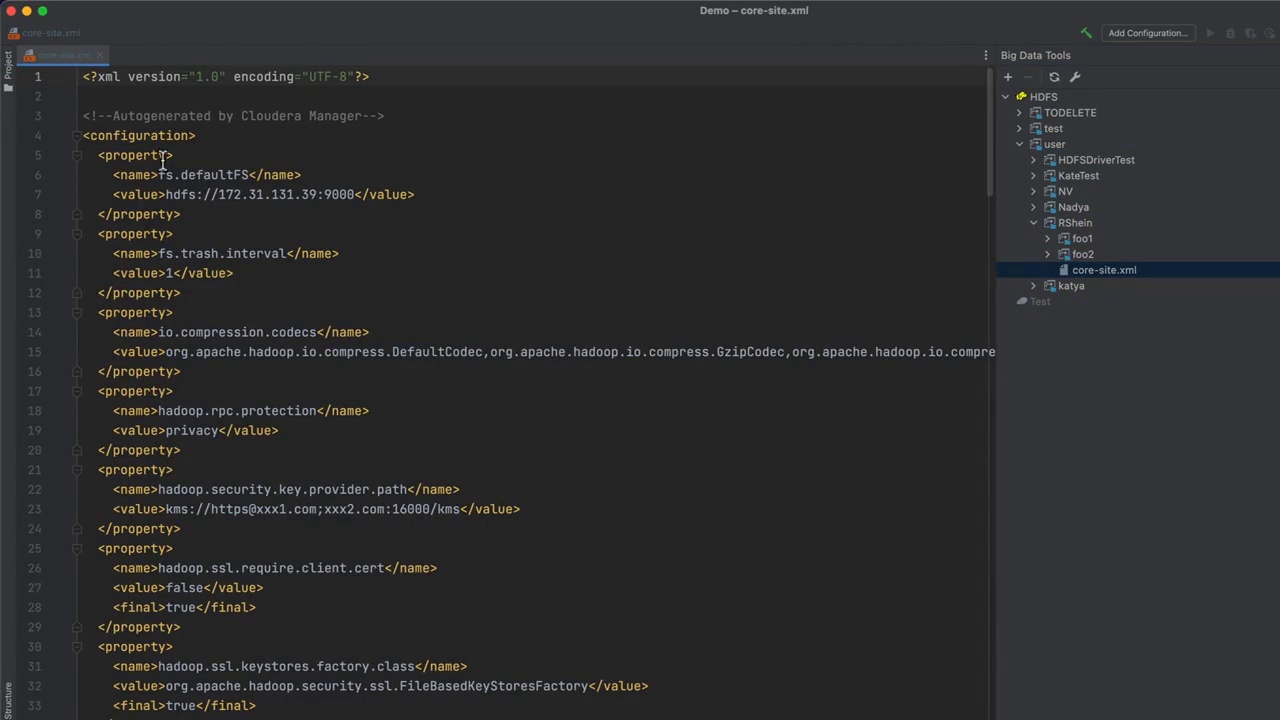 Demo – core-site.xml
core-site.xml
Add Configuration...
Project
core-site.xml
Big Data Tools
1 <?xml version="1.0" encoding="UTF-8"?>
2
3 <!--Autogenerated by Cloudera Manager-->
4 <configuration>
5 <property>
6 <name>fs.defaultFS</name>
7 <value>hdfs://172.31.131.39:9000</value>
8 </property>
9 <property>
10 <name>fs.trash.interval</name>
11 <value>1</value>
12 </property>
13 <property>
14 <name>io.compression.codecs</name>
15 <value>org.apache.hadoop.io.compress.DefaultCodec,org.apache.hadoop.io.compress.GzipCodec,org.apache.hadoop.io.compre
16 </property>
17 <property>
18 <name>hadoop.rpc.protection</name>
19 <value>privacy</value>
20 </property>
21 <property>
22 <name>hadoop.security.key.provider.path</name>
23 <value>kms://https@xxx1.com;xxx2.com:16000/kms</value>
24 </property>
25 <property>
26 <name>hadoop.ssl.require.client.cert</name>
27 <value>false</value>
28 <final>true</final>
29 </property>
30 <property>
31 <name>hadoop.ssl.keystores.factory.class</name>
32 <value>org.apache.hadoop.security.ssl.FileBasedKeyStoresFactory</value>
33 <final>true</final>
HDFS
TODELETE
test
user
HDFSDriverTest
KateTest
NV
Nadya
RShein
foo1
foo2
core-site.xml
katya
Test
Structure